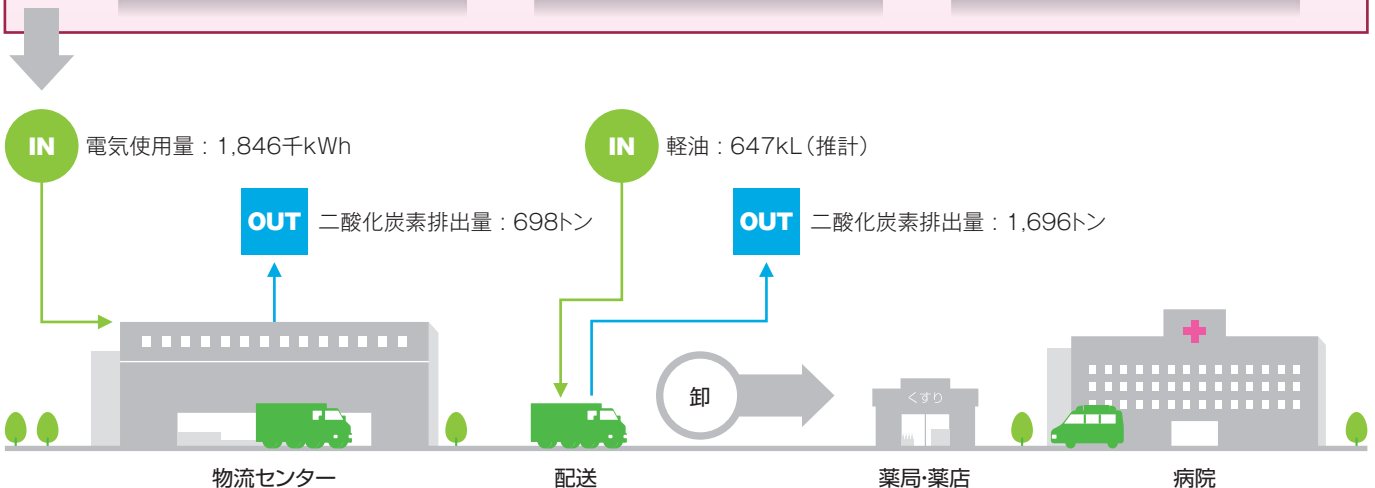 IN 電気使用量：1,846千kWh
IN 軽油：647kL（推計）
OUT 二酸化炭素排出量：698トン
OUT 二酸化炭素排出量：1,696トン
卸
くすり
物流センター
配送
薬局・薬店
病院